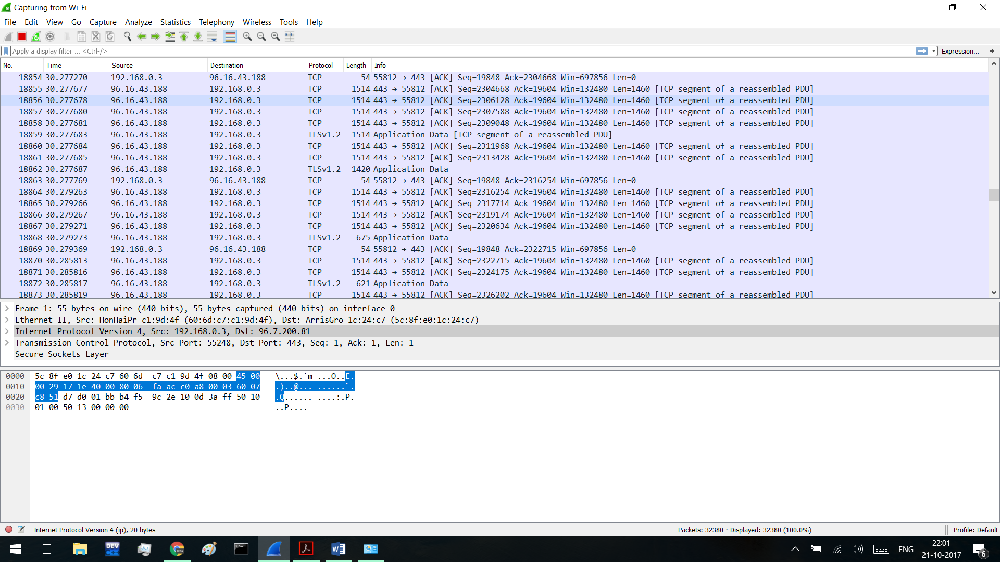 Capturing from Wi-Fi
File Edit View Go Capture Analyze Statistics Telephony Wireless Tools Help
Apply a display filter ... <Ctrl-/>
Expression... +
No. Time Source Destination Protocol Length Info
18854 30.277270 192.168.0.3 96.16.43.188 TCP 54 55812 → 443 [ACK] Seq=19848 Ack=2304668 Win=697856 Len=0
18855 30.277677 96.16.43.188 192.168.0.3 TCP 1514 443 → 55812 [ACK] Seq=2304668 Ack=19604 Win=132480 Len=1460 [TCP segment of a reassembled PDU]
18856 30.277678 96.16.43.188 192.168.0.3 TCP 1514 443 → 55812 [ACK] Seq=2306128 Ack=19604 Win=132480 Len=1460 [TCP segment of a reassembled PDU]
18857 30.277680 96.16.43.188 192.168.0.3 TCP 1514 443 → 55812 [ACK] Seq=2307588 Ack=19604 Win=132480 Len=1460 [TCP segment of a reassembled PDU]
18858 30.277681 96.16.43.188 192.168.0.3 TCP 1514 443 → 55812 [ACK] Seq=2309048 Ack=19604 Win=132480 Len=1460 [TCP segment of a reassembled PDU]
18859 30.277683 96.16.43.188 192.168.0.3 TLSv1.2 1514 Application Data [TCP segment of a reassembled PDU]
18860 30.277684 96.16.43.188 192.168.0.3 TCP 1514 443 → 55812 [ACK] Seq=2311968 Ack=19604 Win=132480 Len=1460 [TCP segment of a reassembled PDU]
18861 30.277685 96.16.43.188 192.168.0.3 TCP 1514 443 → 55812 [ACK] Seq=2313428 Ack=19604 Win=132480 Len=1460 [TCP segment of a reassembled PDU]
18862 30.277687 96.16.43.188 192.168.0.3 TLSv1.2 1420 Application Data
18863 30.277769 192.168.0.3 96.16.43.188 TCP 54 55812 → 443 [ACK] Seq=19848 Ack=2316254 Win=697856 Len=0
18864 30.279263 96.16.43.188 192.168.0.3 TCP 1514 443 → 55812 [ACK] Seq=2316254 Ack=19604 Win=132480 Len=1460 [TCP segment of a reassembled PDU]
18865 30.279266 96.16.43.188 192.168.0.3 TCP 1514 443 → 55812 [ACK] Seq=2317714 Ack=19604 Win=132480 Len=1460 [TCP segment of a reassembled PDU]
18866 30.279267 96.16.43.188 192.168.0.3 TCP 1514 443 → 55812 [ACK] Seq=2319174 Ack=19604 Win=132480 Len=1460 [TCP segment of a reassembled PDU]
18867 30.279271 96.16.43.188 192.168.0.3 TCP 1514 443 → 55812 [ACK] Seq=2320634 Ack=19604 Win=132480 Len=1460 [TCP segment of a reassembled PDU]
18868 30.279273 96.16.43.188 192.168.0.3 TLSv1.2 675 Application Data
18869 30.279369 192.168.0.3 96.16.43.188 TCP 54 55812 → 443 [ACK] Seq=19848 Ack=2322715 Win=697856 Len=0
18870 30.285813 96.16.43.188 192.168.0.3 TCP 1514 443 → 55812 [ACK] Seq=2322715 Ack=19604 Win=132480 Len=1460 [TCP segment of a reassembled PDU]
18871 30.285816 96.16.43.188 192.168.0.3 TCP 1514 443 → 55812 [ACK] Seq=2324175 Ack=19604 Win=132480 Len=1460 [TCP segment of a reassembled PDU]
18872 30.285817 96.16.43.188 192.168.0.3 TLSv1.2 621 Application Data
18873 30.285819 96.16.43.188 192.168.0.3 TCP 1514 443 → 55812 [ACK] Seq=2326202 Ack=19604 Win=132480 Len=1460 [TCP segment of a reassembled PDU]
Frame 1: 55 bytes on wire (440 bits), 55 bytes captured (440 bits) on interface 0
Ethernet II, Src: HonHaiPr_c1:9d:4f (60:6d:c7:c1:9d:4f), Dst: ArrisGro_1c:24:c7 (5c:8f:e0:1c:24:c7)
Internet Protocol Version 4, Src: 192.168.0.3, Dst: 96.7.200.81
Transmission Control Protocol, Src Port: 55248, Dst Port: 443, Seq: 1, Ack: 1, Len: 1
Secure Sockets Layer
0000 5c 8f e0 1c 24 c7 60 6d c7 c1 9d 4f 08 00 45 00 \...$.`m ...O..E.
0010 00 29 17 1e 40 00 80 06 fa ac c0 a8 00 03 60 07 .)..@... ......`.
0020 c8 51 d7 d0 01 bb b4 f5 9c 2e 10 0d 3a ff 50 10 .Q...... ....:.P.
0030 01 00 50 13 00 00 00 ..P....
Internet Protocol Version 4 (ip), 20 bytes
Packets: 32380 · Displayed: 32380 (100.0%)
Profile: Default
DEV
BETA
ENG
22:01
21-10-2017
6